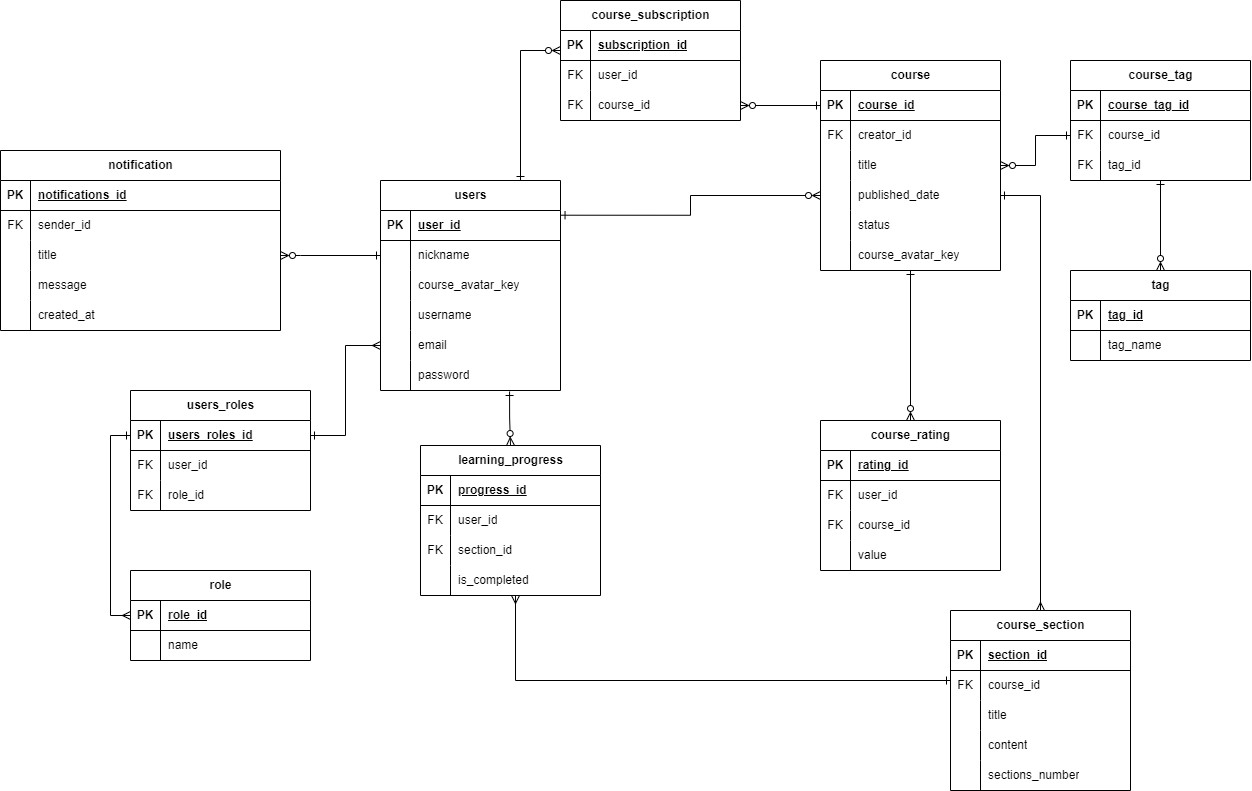 course_subscription
PK subscription_id
FK user_id
FK course_id
course
PK course_id
FK creator_id
title
published_date
status
course_avatar_key
course_tag
PK course_tag_id
FK course_id
FK tag_id
notification
PK notifications_id
FK sender_id
title
message
created_at
users
PK user_id
nickname
course_avatar_key
username
email
password
tag
PK tag_id
tag_name
users_roles
PK users_roles_id
FK user_id
FK role_id
learning_progress
PK progress_id
FK user_id
FK section_id
is_completed
course_rating
PK rating_id
FK user_id
FK course_id
value
role
PK role_id
name
course_section
PK section_id
FK course_id
title
content
sections_number